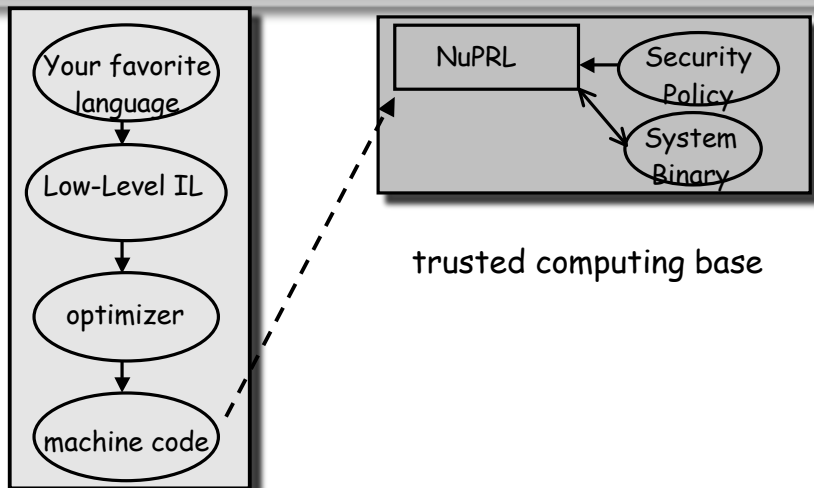 Your favorite
language
Low-Level IL
optimizer
machine code
NuPRL
Security
Policy
System
Binary
trusted computing base